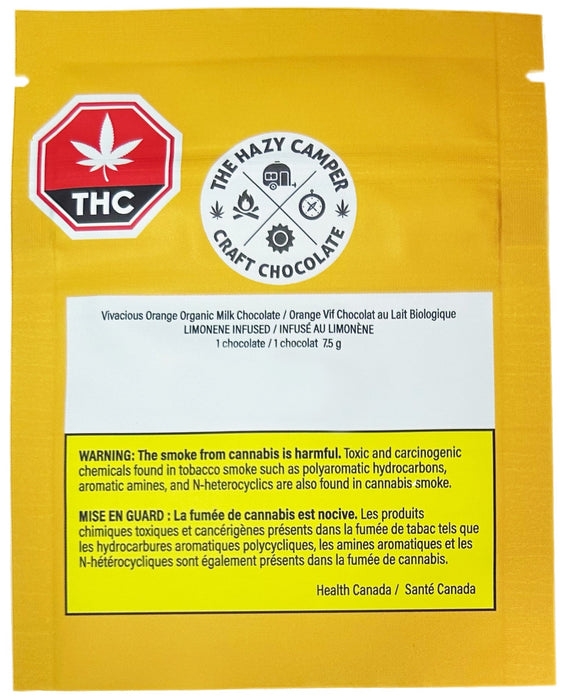 THC
THE HAZY CAMPER
CRAFT CHOCOLATE
Vivacious Orange Organic Milk Chocolate / Orange Vif Chocolat au Lait Biologique
LIMONENE INFUSED / INFUSÉ AU LIMONÈNE
1 chocolate / 1 chocolat 7.5 g
WARNING: The smoke from cannabis is harmful. Toxic and carcinogenic
chemicals found in tobacco smoke such as polyaromatic hydrocarbons,
aromatic amines, and N-heterocyclics are also found in cannabis smoke.
MISE EN GUARD : La fumée de cannabis est nocive. Les produits
chimiques toxiques et cancérigènes présents dans la fumée de tabac tels que
les hydrocarbures aromatiques polycycliques, les amines aromatiques et les
N-hétérocycliques sont également présents dans la fumée de cannabis.
Health Canada / Santé Canada